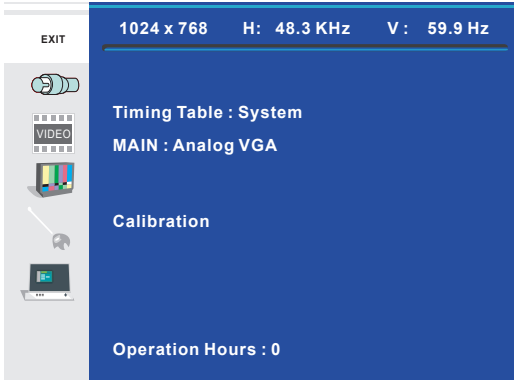 EXIT
1024 x 768 H: 48.3 KHz V : 59.9 Hz
VIDEO
Timing Table : System
MAIN : Analog VGA
Calibration
Operation Hours : 0